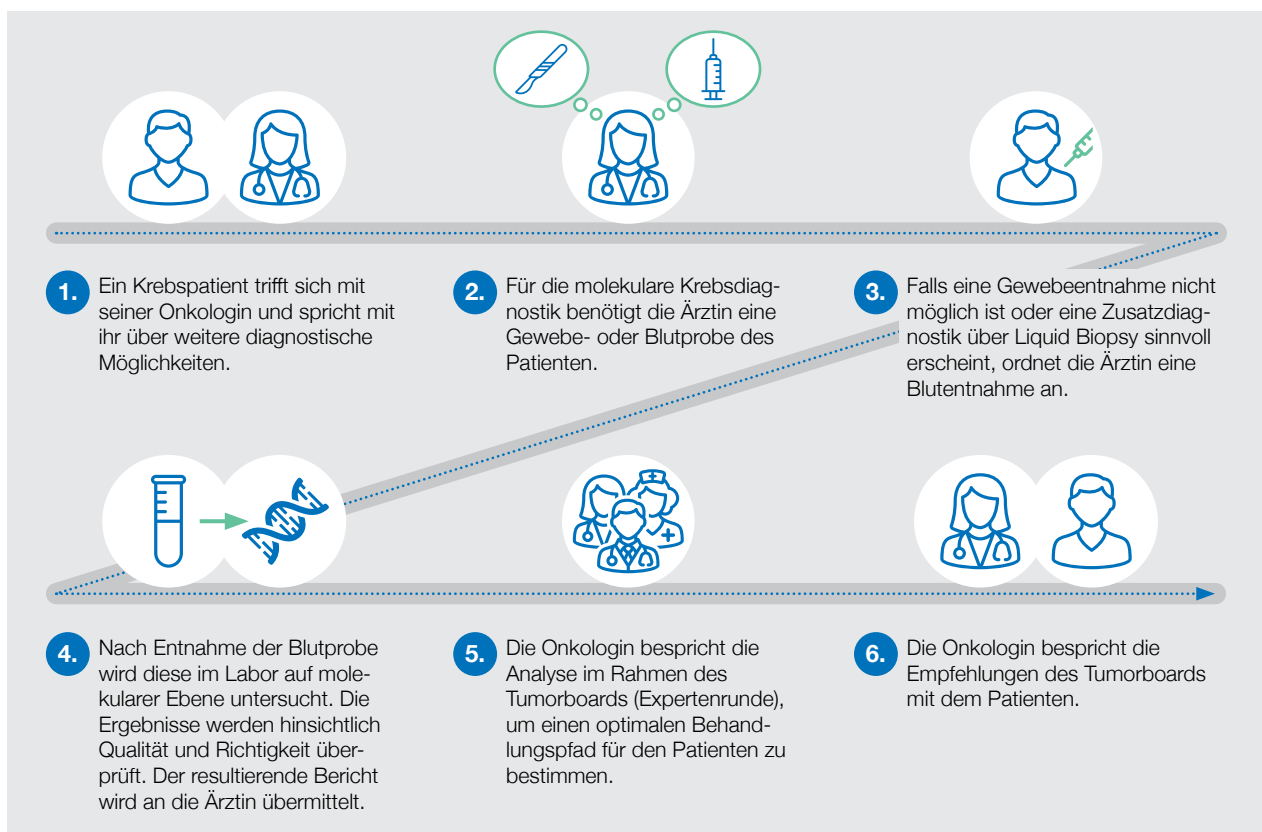 1.
Ein Krebspatient trifft sich mit
seiner Onkologin und spricht mit
ihr über weitere diagnostische
Möglichkeiten.
2.
Für die molekulare Krebsdiag-
nostik benötigt die Ärztin eine
Gewebe- oder Blutprobe des
Patienten.
3.
Falls eine Gewebeentnahme nicht
möglich ist oder eine Zusatzdiag-
nostik über Liquid Biopsy sinnvoll
erscheint, ordnet die Ärztin eine
Blutentnahme an.
4.
Nach Entnahme der Blutprobe
wird diese im Labor auf mole-
kularer Ebene untersucht. Die
Ergebnisse werden hinsichtlich
Qualität und Richtigkeit über-
prüft. Der resultierende Bericht
wird an die Ärztin übermittelt.
5.
Die Onkologin bespricht die
Analyse im Rahmen des
Tumorboards (Expertenrunde),
um einen optimalen Behand-
lungspfad für den Patienten zu
bestimmen.
6.
Die Onkologin bespricht die
Empfehlungen des Tumorboards
mit dem Patienten.